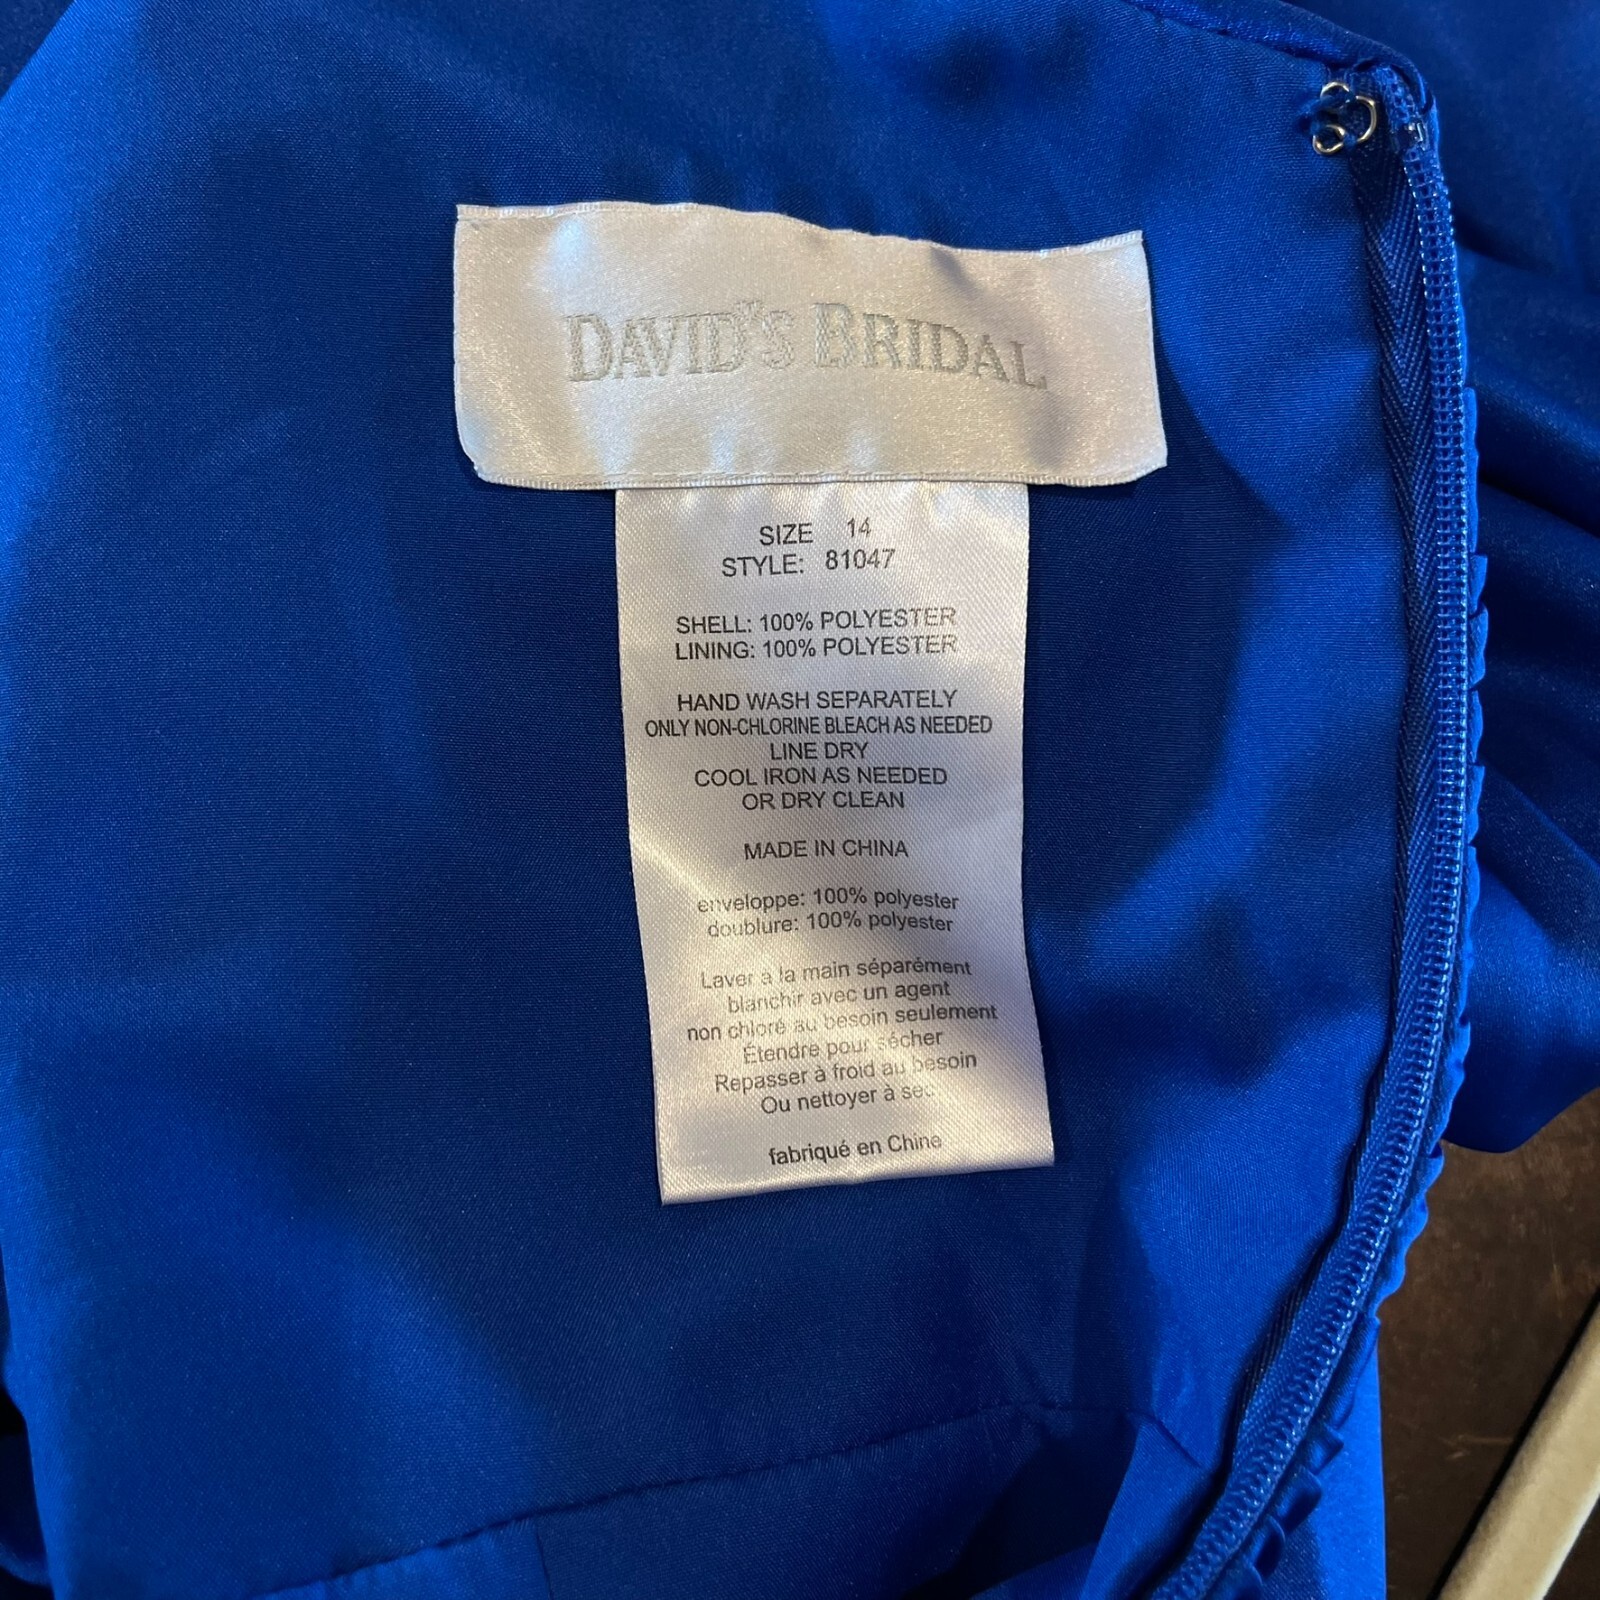 DAVID'S BRIDAL
SIZE 14
STYLE: 81047
SHELL: 100% POLYESTER
LINING: 100% POLYESTER
HAND WASH SEPARATELY
ONLY NON-CHLORINE BLEACH AS NEEDED
LINE DRY
COOL IRON AS NEEDED
OR DRY CLEAN
MADE IN CHINA
enveloppe: 100% polyester
doublure: 100% polyester
Laver a la main séparément
blanchir avec un agent
non chloré au besoin seulement
Étendre pour sécher
Repasser à froid au besoin
Ou nettoyer à sec
fabriqué en Chine